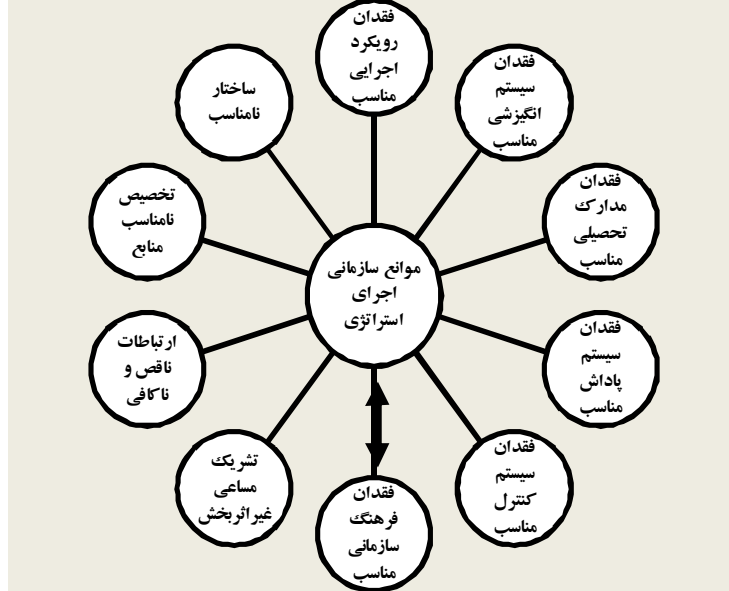 فقدان
رویکرد
اجرایی
مناسب
فقدان
سیستم
انگیزشی
مناسب
فقدان
مدارک
تحصیلی
مناسب
فقدان
سیستم
پاداش
مناسب
فقدان
سیستم
کنترل
مناسب
فقدان
فرهنگ
سازمانی
مناسب
تشریک
مساعی
غیراثربخش
ارتباطات
ناقص و
ناکافی
تخصیص
نامناسب
منابع
ساختار
نامناسب
موانع سازمانی
اجرای
استراتژی